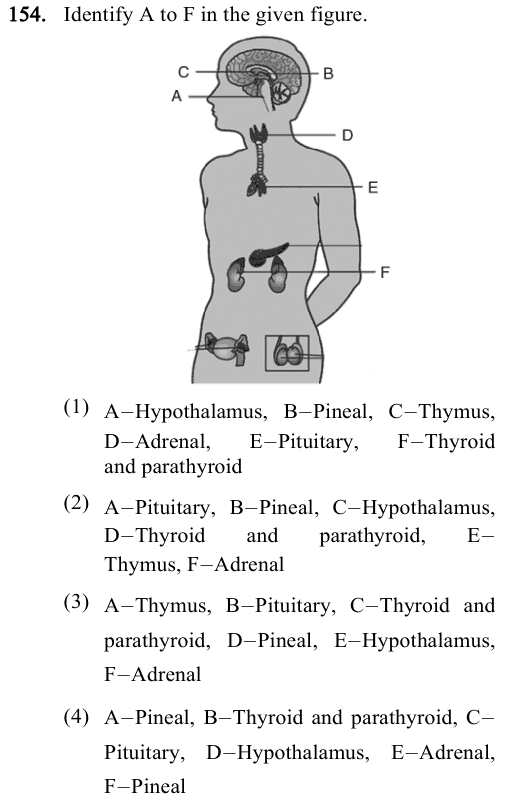 154. Identify A to F in the given figure.
C
B
A
D
E
F
(1) A–Hypothalamus, B–Pineal, C–Thymus,
D–Adrenal, E–Pituitary, F–Thyroid
and parathyroid
(2) A–Pituitary, B–Pineal, C–Hypothalamus,
D–Thyroid and parathyroid, E–
Thymus, F–Adrenal
(3) A–Thymus, B–Pituitary, C–Thyroid and
parathyroid, D–Pineal, E–Hypothalamus,
F–Adrenal
(4) A–Pineal, B–Thyroid and parathyroid, C–
Pituitary, D–Hypothalamus, E–Adrenal,
F–Pineal